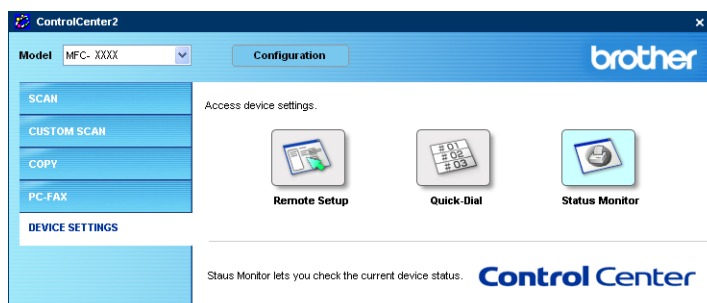 ControlCenter2
Model MFC- XXXX Configuration brother
SCAN
CUSTOM SCAN
COPY
PC-FAX
DEVICE SETTINGS
Access device settings.
# 01
# 02
# 03
Remote Setup Quick-Dial Status Monitor
Staus Monitor lets you check the current device status. Control Center